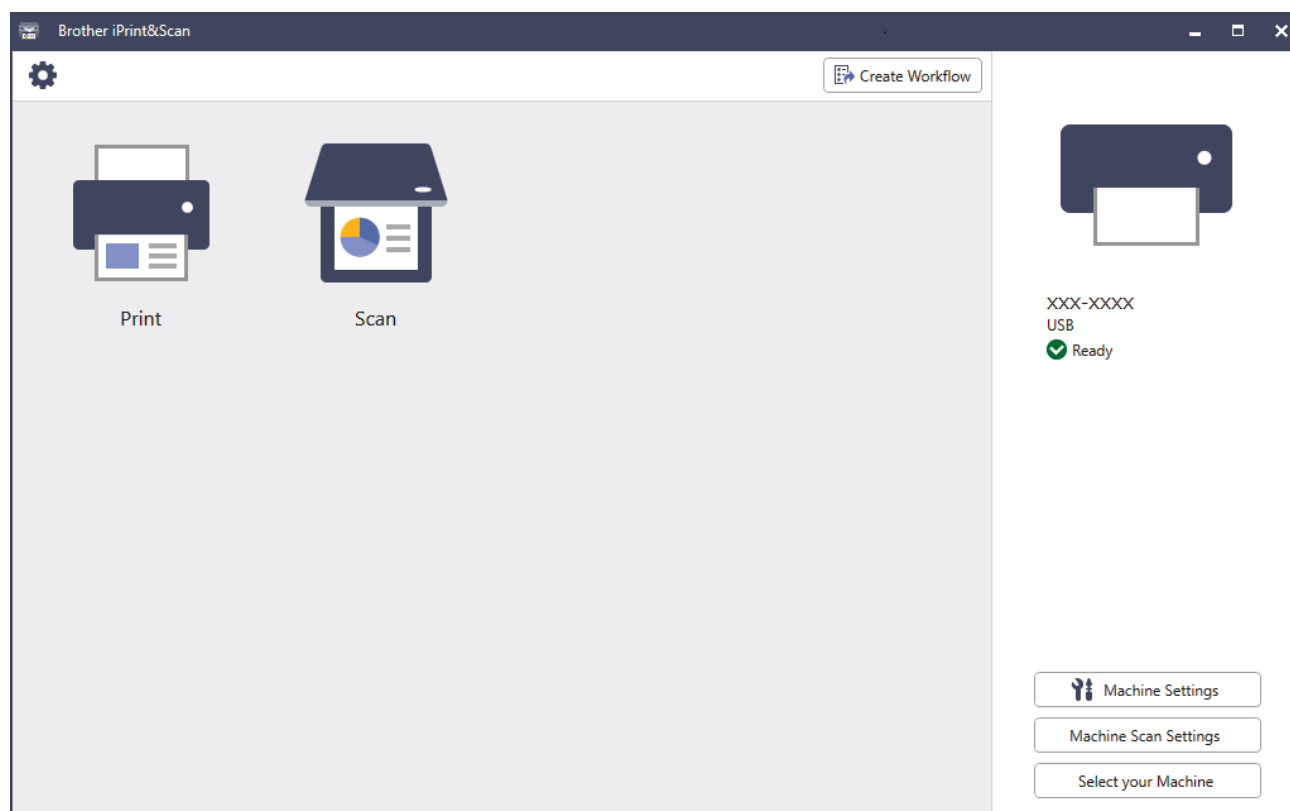 Brother iPrint&Scan
Create Workflow
Print
Scan
XXX-XXXX
USB
Ready
Machine Settings
Machine Scan Settings
Select your Machine